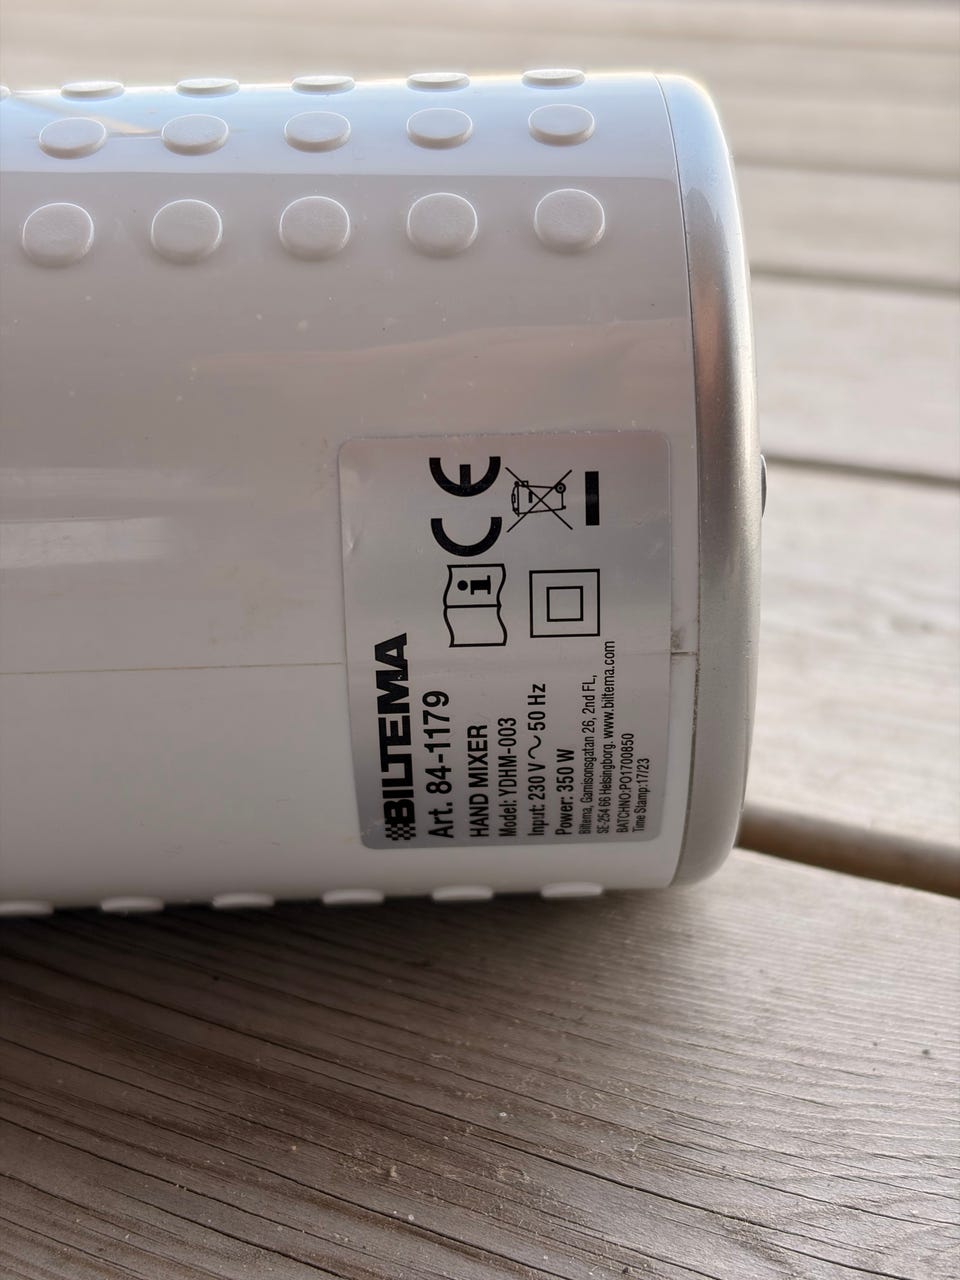 BILTEMA
Art. 84-1179
HAND MIXER
Model: YDHM-003
Input: 230 V ~ 50 Hz
Power: 350 W
Biltema, Garnisonsgatan 26, 2nd FL,
SE-254 66 Helsingborg. www.biltema.com
BATCHNO:PO1700850
Time Stamp:17/23
CE
i